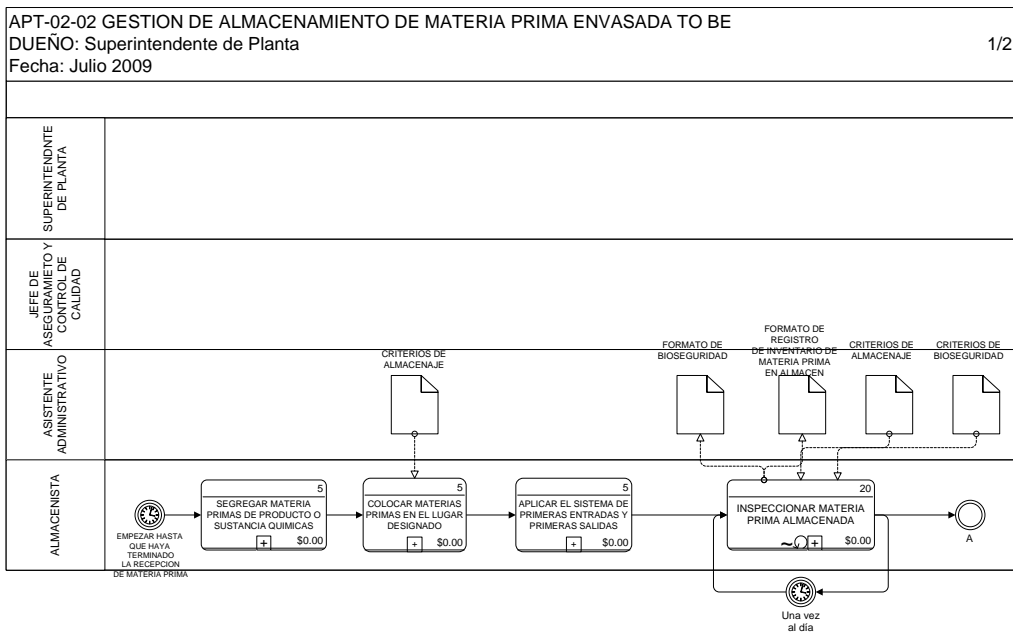 APT-02-02 GESTION DE ALMACENAMIENTO DE MATERIA PRIMA ENVASADA TO BE
DUEÑO: Superintendente de Planta
1/2
Fecha: Julio 2009
SUPERINTENDNTE
DE PLANTA
JEFE DE
ASEGURAMIETO Y
CONTROL DE
CALIDAD
ASISTENTE
ADMINISTRATIVO
CRITERIOS DE
ALMACENAJE
FORMATO DE
BIOSEGURIDAD
FORMATO DE
REGISTRO
DE INVENTARIO DE
MATERIA PRIMA
EN ALMACEN
CRITERIOS DE
ALMACENAJE
CRITERIOS DE
BIOSEGURIDAD
ALMACENISTA
EMPEZAR HASTA
QUE HAYA
TERMINADO
LA RECEPCION
DE MATERIA PRIMA
5
SEGREGAR MATERIA
PRIMAS DE PRODUCTO O
SUSTANCIA QUIMICAS
$0.00
5
COLOCAR MATERIAS
PRIMAS EN EL LUGAR
DESIGNADO
$0.00
5
APLICAR EL SISTEMA DE
PRIMERAS ENTRADAS Y
PRIMERAS SALIDAS
$0.00
20
INSPECCIONAR MATERIA
PRIMA ALMACENADA
$0.00
A
Una vez
al día